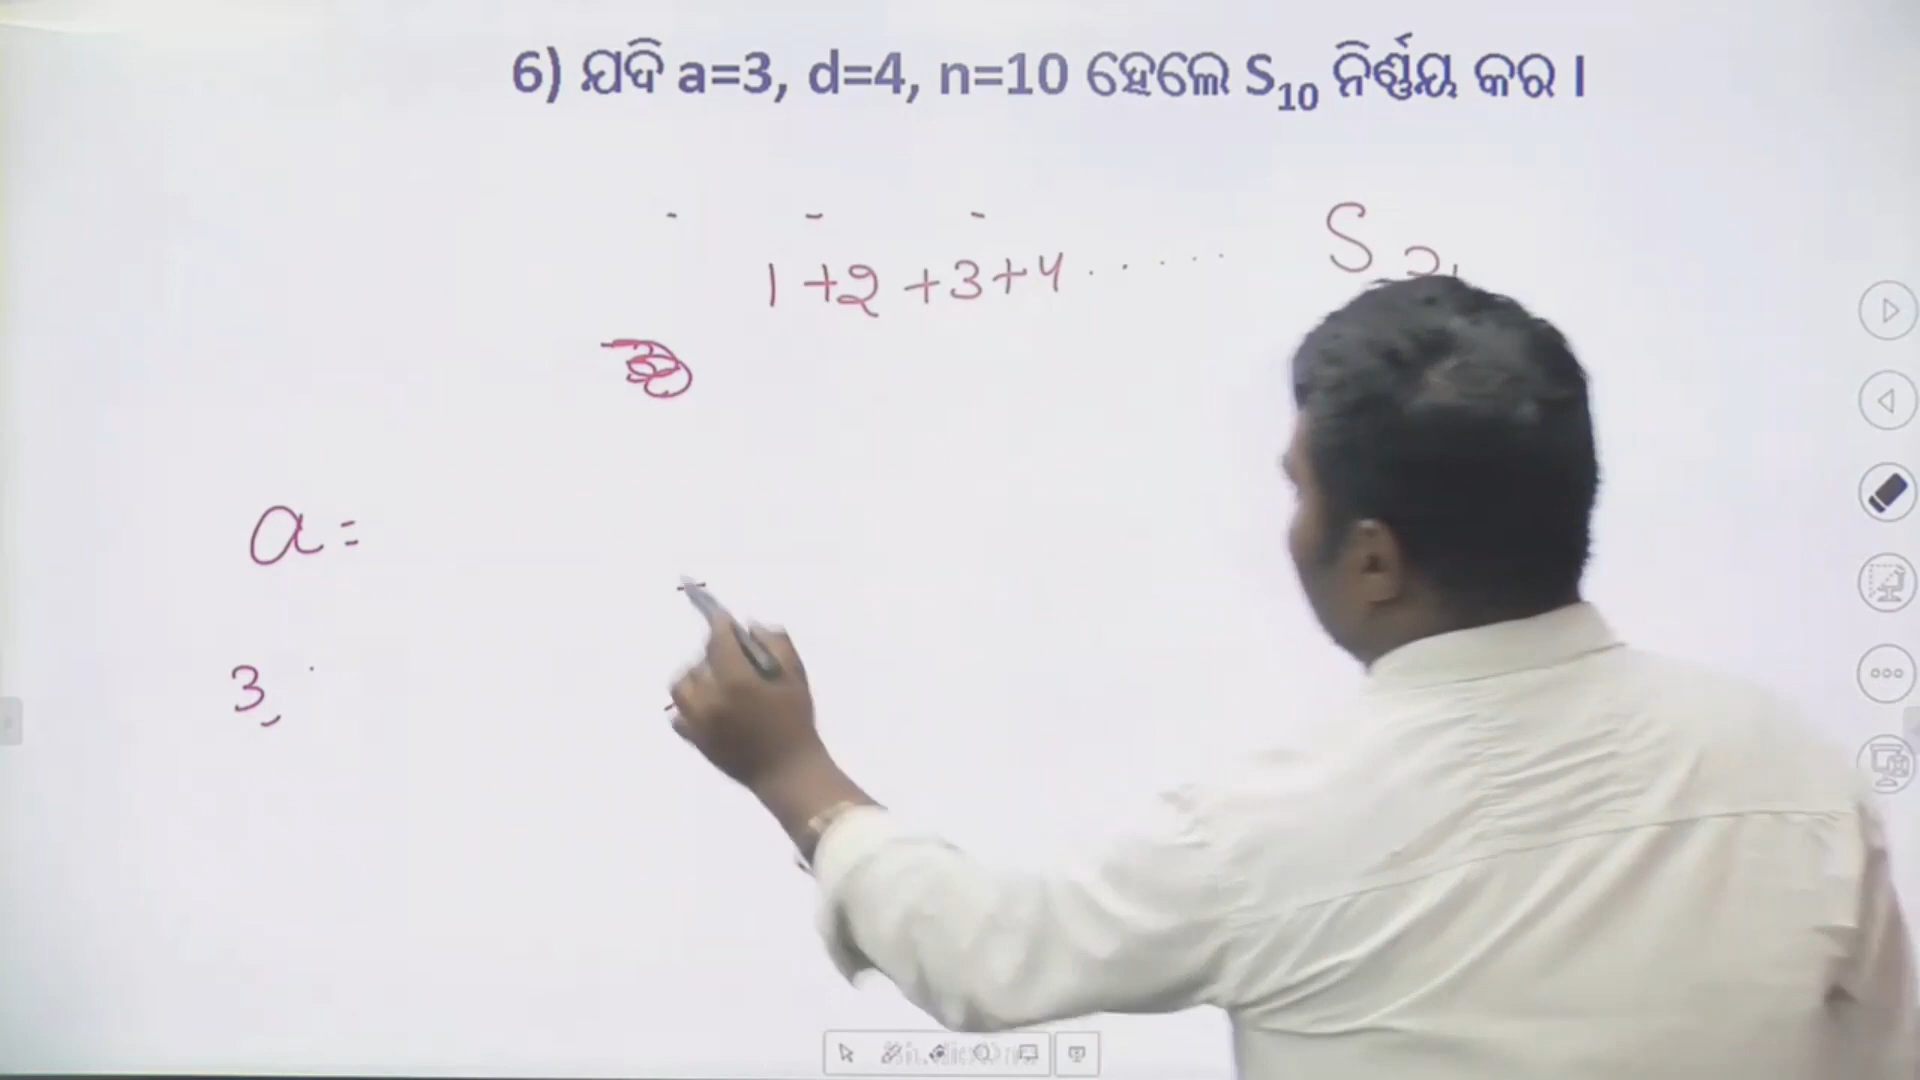 6) ଯଦି a=3, d=4, n=10 ହେଲେ S₁₀ ନିର୍ଣ୍ଣୟ କର ।
1+2+3+4...... S
a=
3,